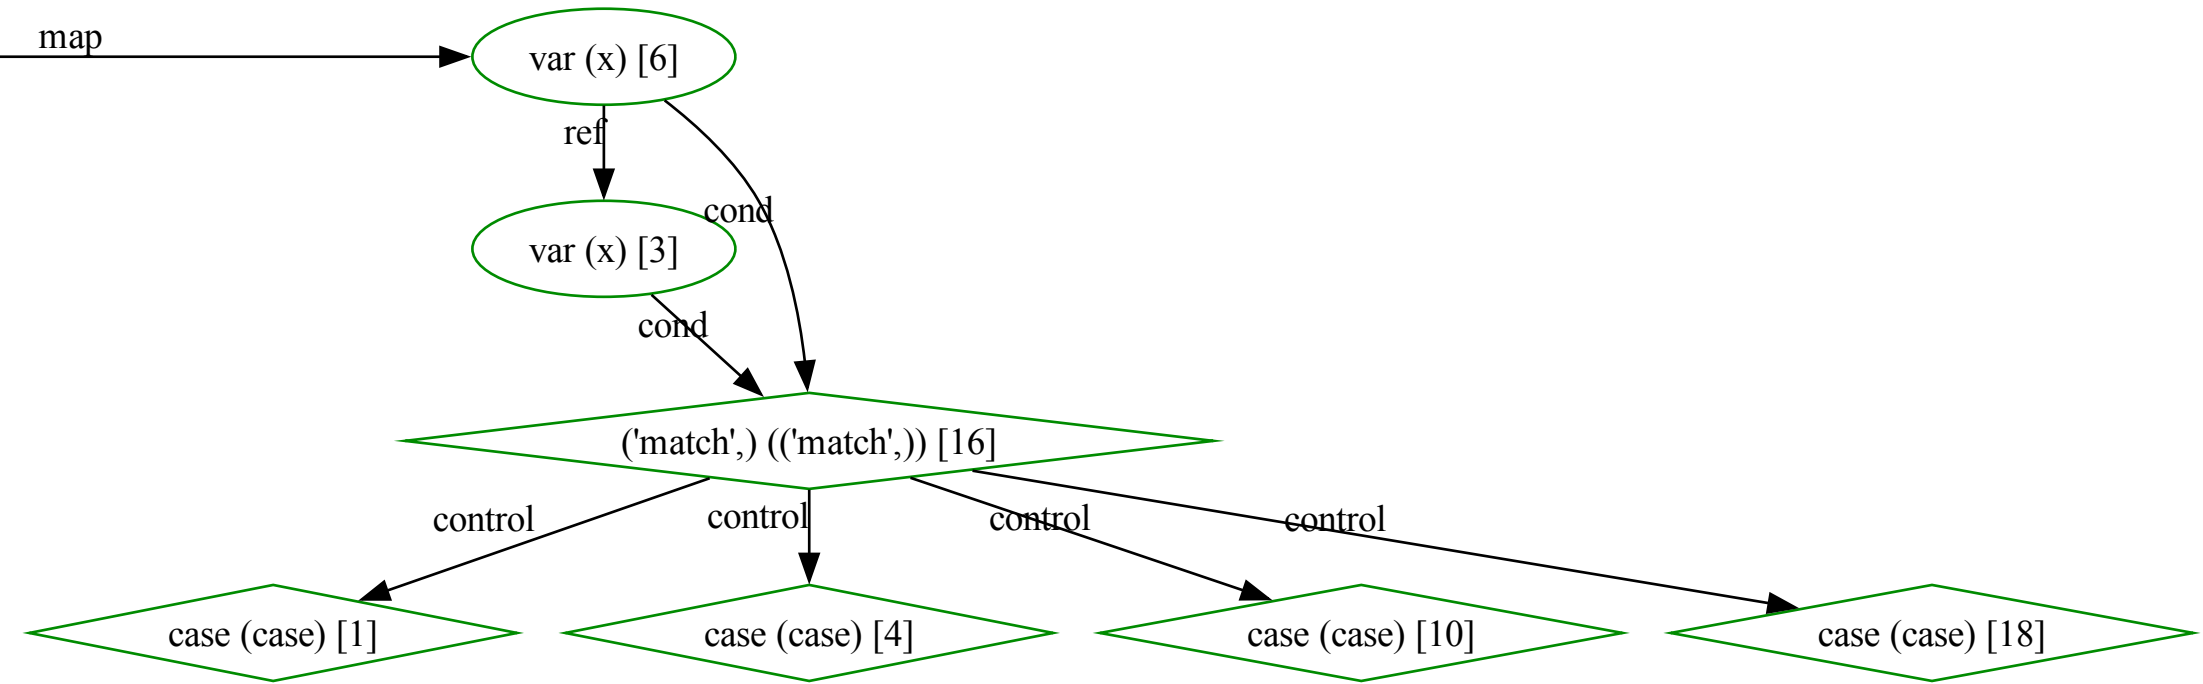 map
var (x) [6]
ref
cond
var (x) [3]
cond
('match',) (('match',)) [16]
control
control
control
control
case (case) [1]
case (case) [4]
case (case) [10]
case (case) [18]